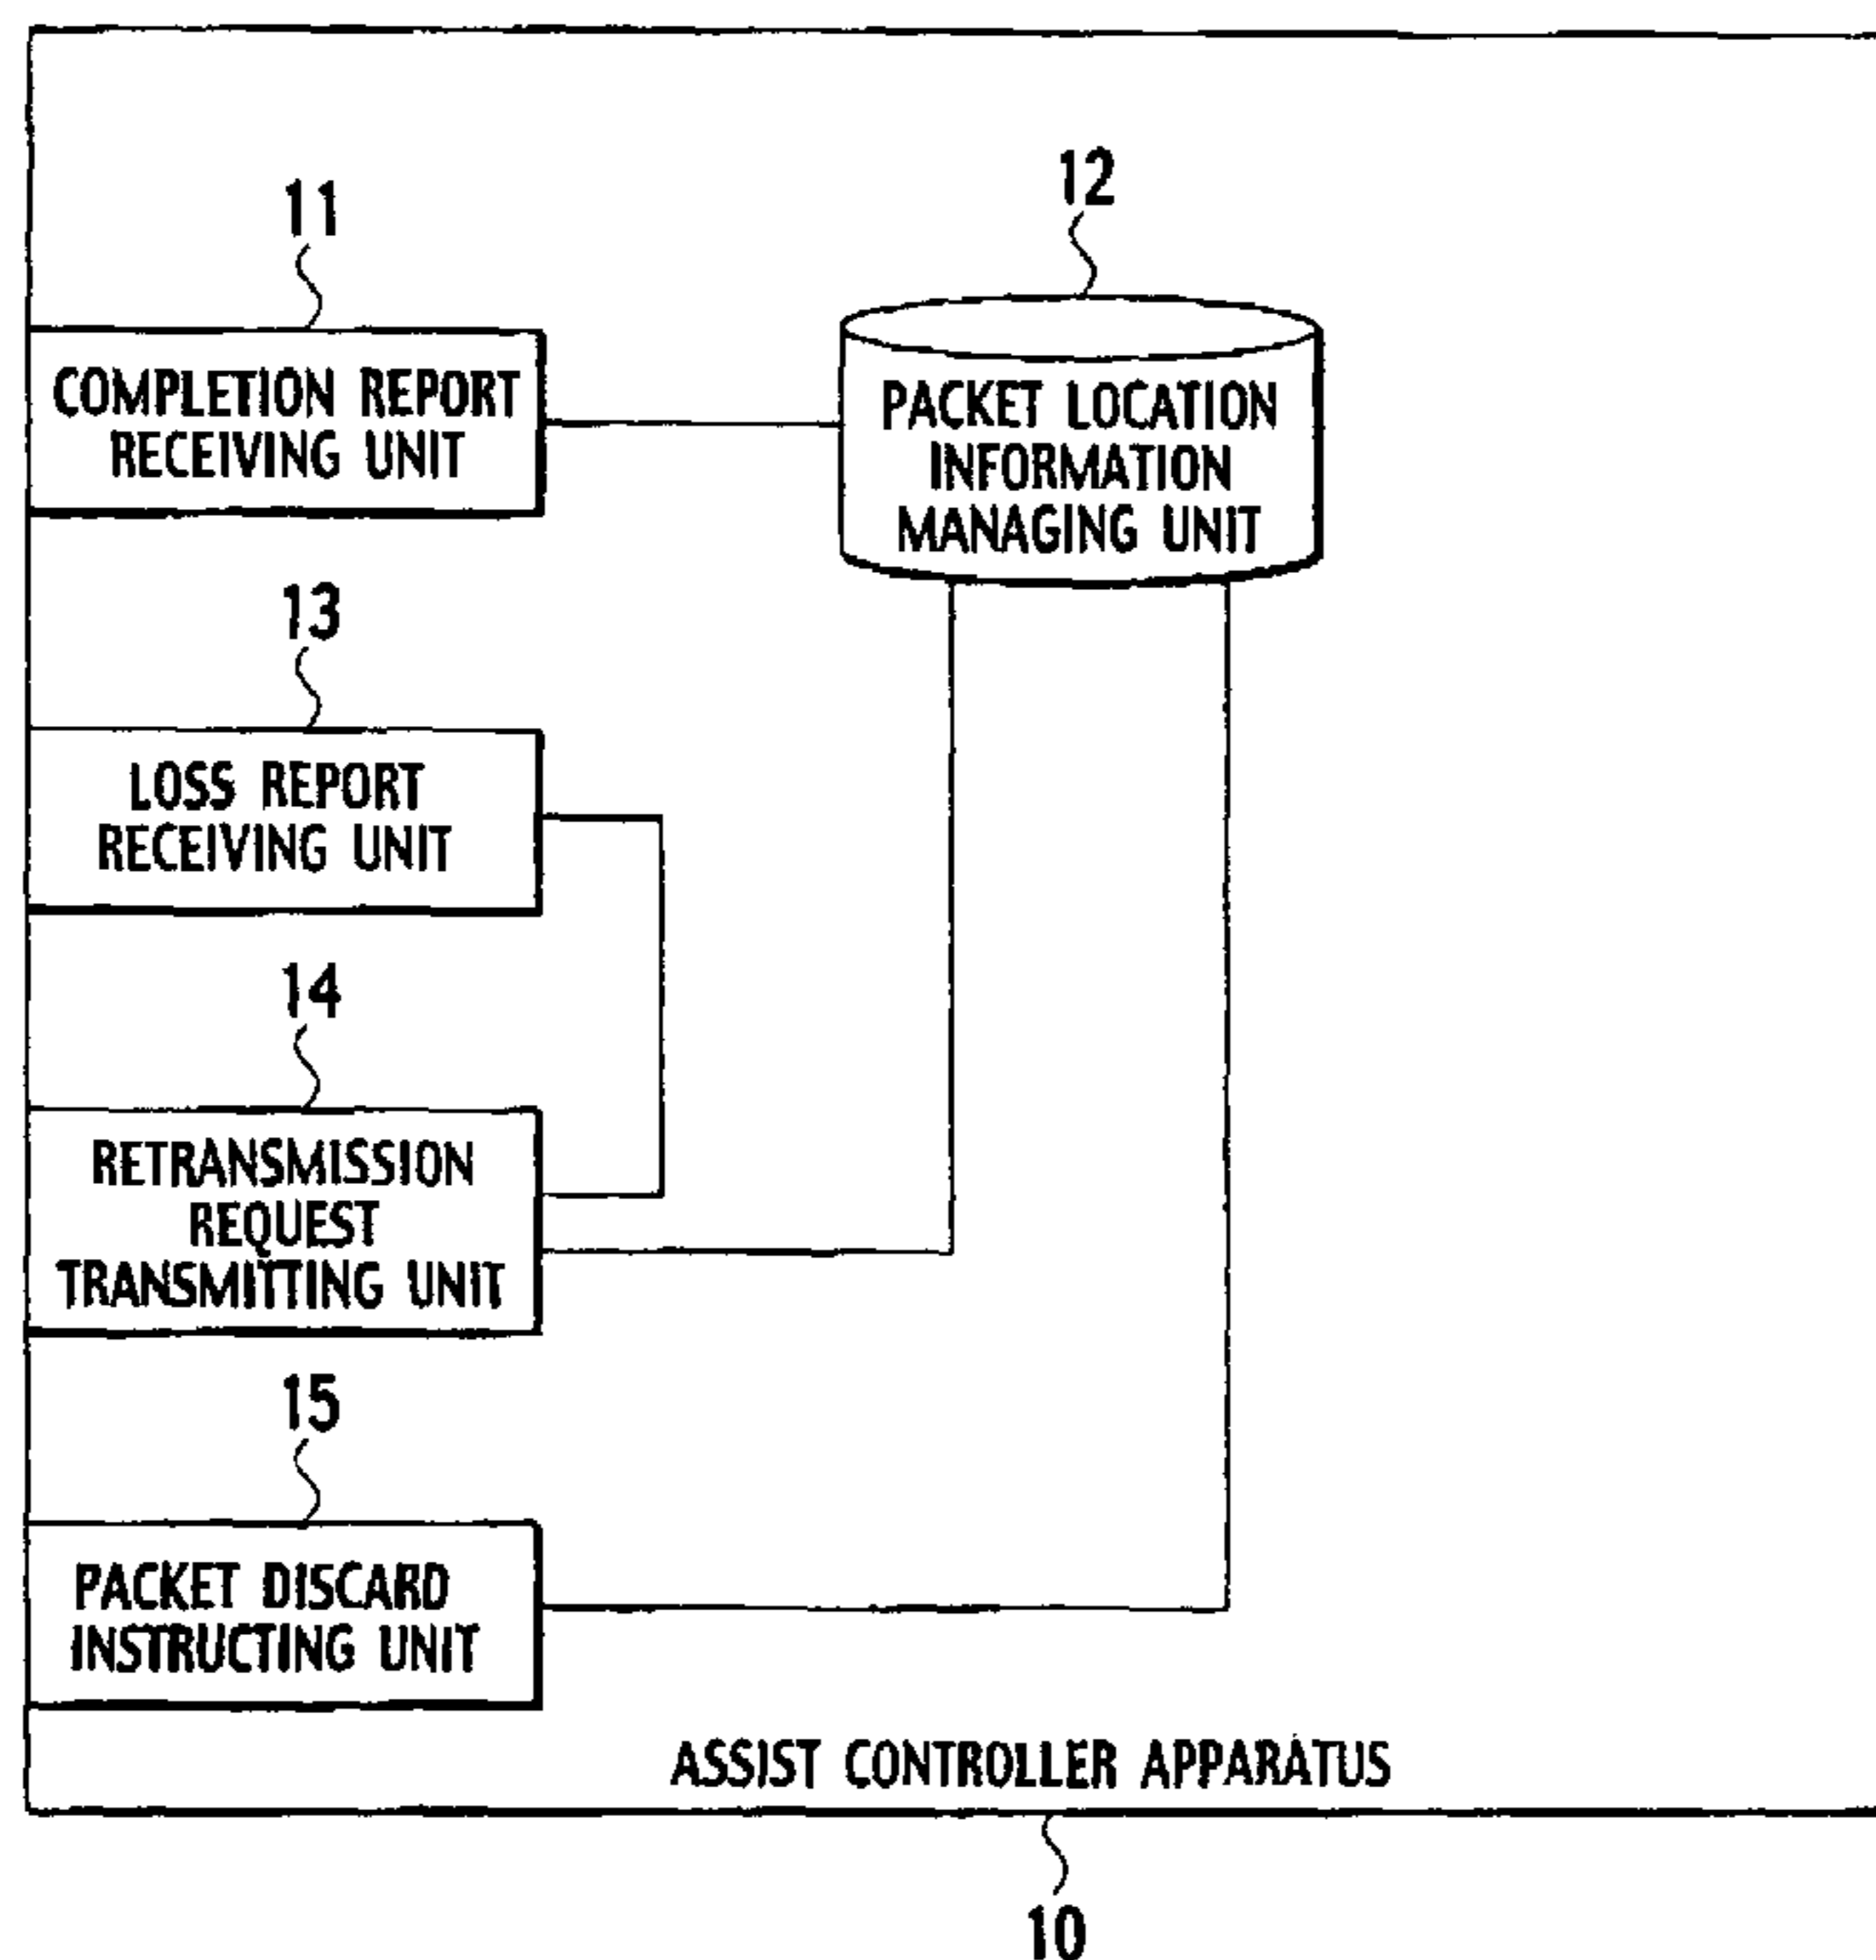 11
12
COMPLETION REPORT
RECEIVING UNIT
PACKET LOCATION
INFORMATION
MANAGING UNIT
13
LOSS REPORT
RECEIVING UNIT
14
RETRANSMISSION
REQUEST
TRANSMITTING UNIT
15
PACKET DISCARD
INSTRUCTING UNIT
ASSIST CONTROLLER APPARATUS
10